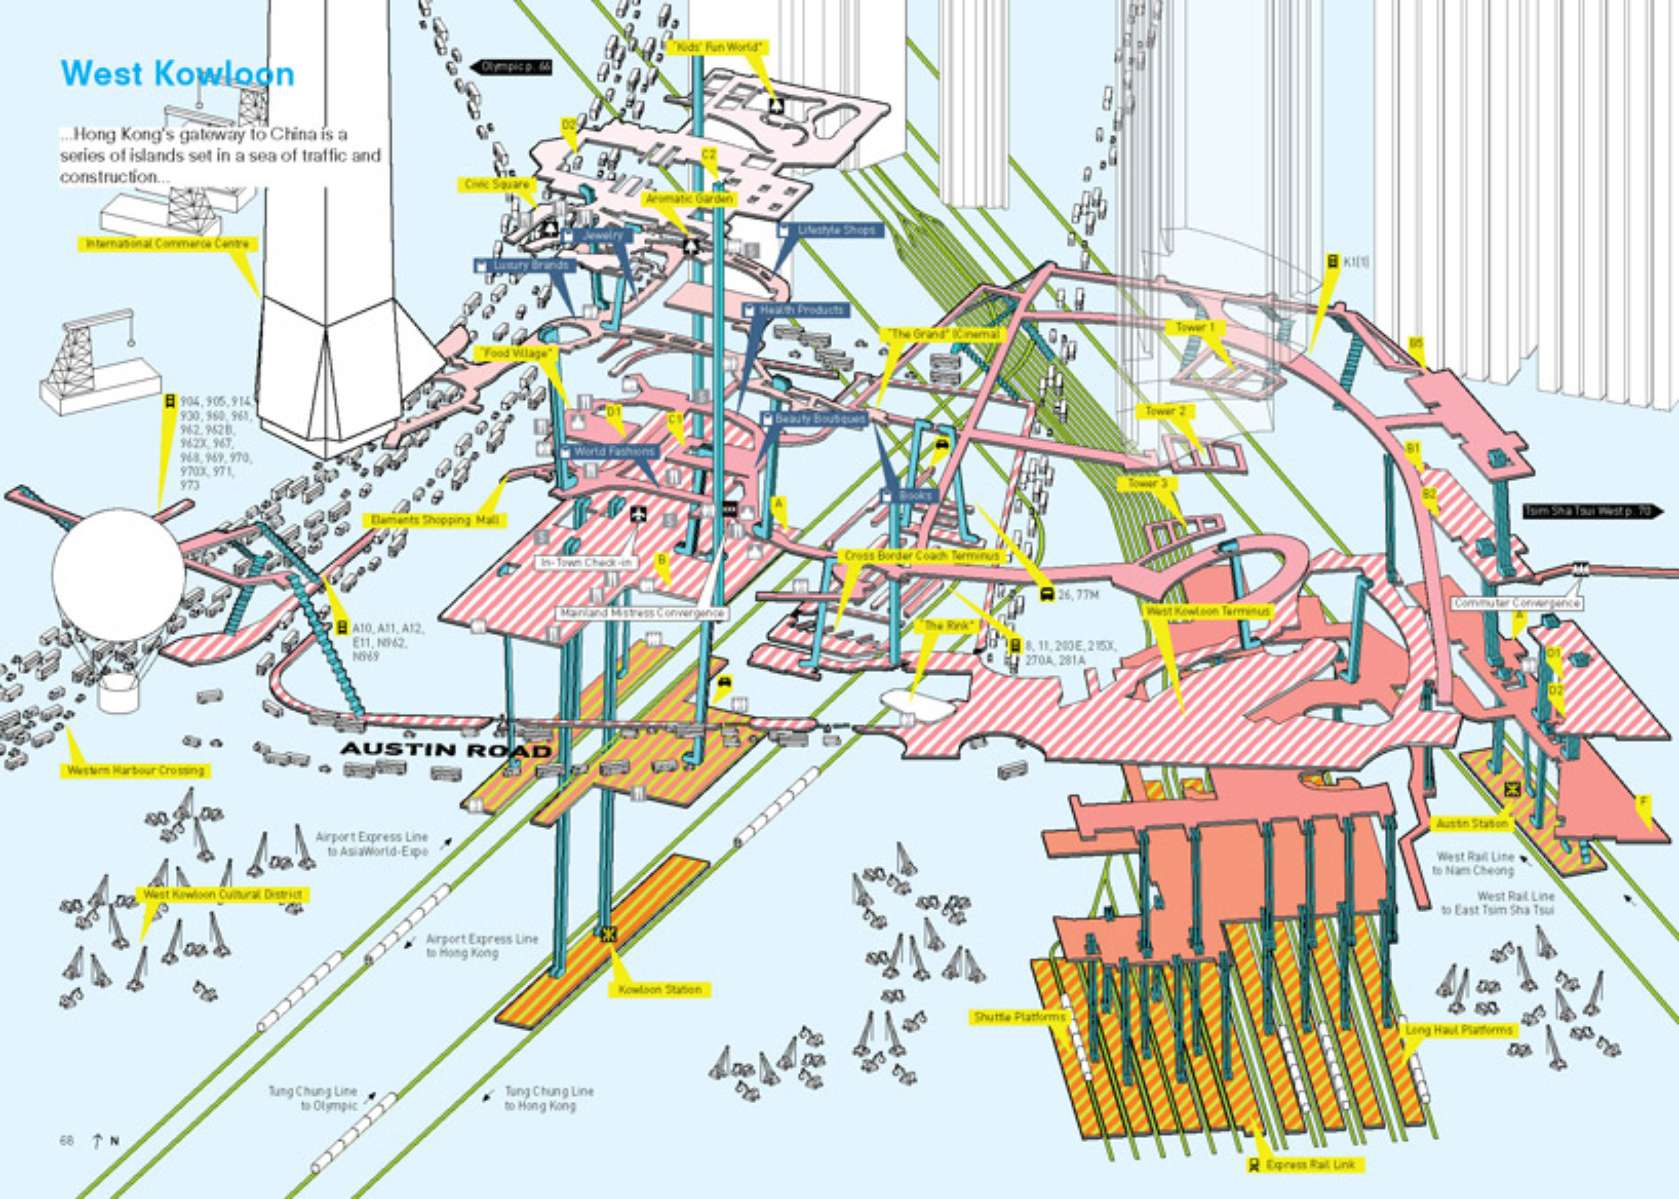 West Kowloon
...Hong Kong's gateway to China is a
series of islands set in a sea of traffic and
construction...
Olympic p. 66
"Kids' Fun World"
D2
C2
Civic Square
Aromatic Garden
International Commerce Centre
Jewelry
Lifestyle Shops
Luxury Brands
K1(1)
Health Products
"Food Village"
"The Grand" (Cinema)
Tower 1
B5
904, 905, 914,
930, 960, 961,
962, 962B,
962X, 967,
968, 969, 970,
970X, 971,
973
D1
C1
Beauty Boutiques
Tower 2
World Fashions
B1
Tower 3
B2
Books
A
Elements Shopping Mall
Tsim Sha Tsui West p. 70
In-Town Check-in
B
Cross Border Coach Terminus
26, 77M
Mainland Mistress Convergence
West Kowloon Terminus
Commuter Convergence
A
"The Rink"
A10, A11, A12,
E11, N962,
N969
8, 11, 203E, 215X,
270A, 281A
D1
D2
AUSTIN ROAD
Western Harbour Crossing
F
Austin Station
Airport Express Line
to AsiaWorld-Expo
West Rail Line
to Nam Cheong
West Kowloon Cultural District
West Rail Line
to East Tsim Sha Tsui
Airport Express Line
to Hong Kong
Kowloon Station
Shuttle Platforms
Long Haul Platforms
Tung Chung Line
to Olympic
Tung Chung Line
to Hong Kong
68
N
Express Rail Link